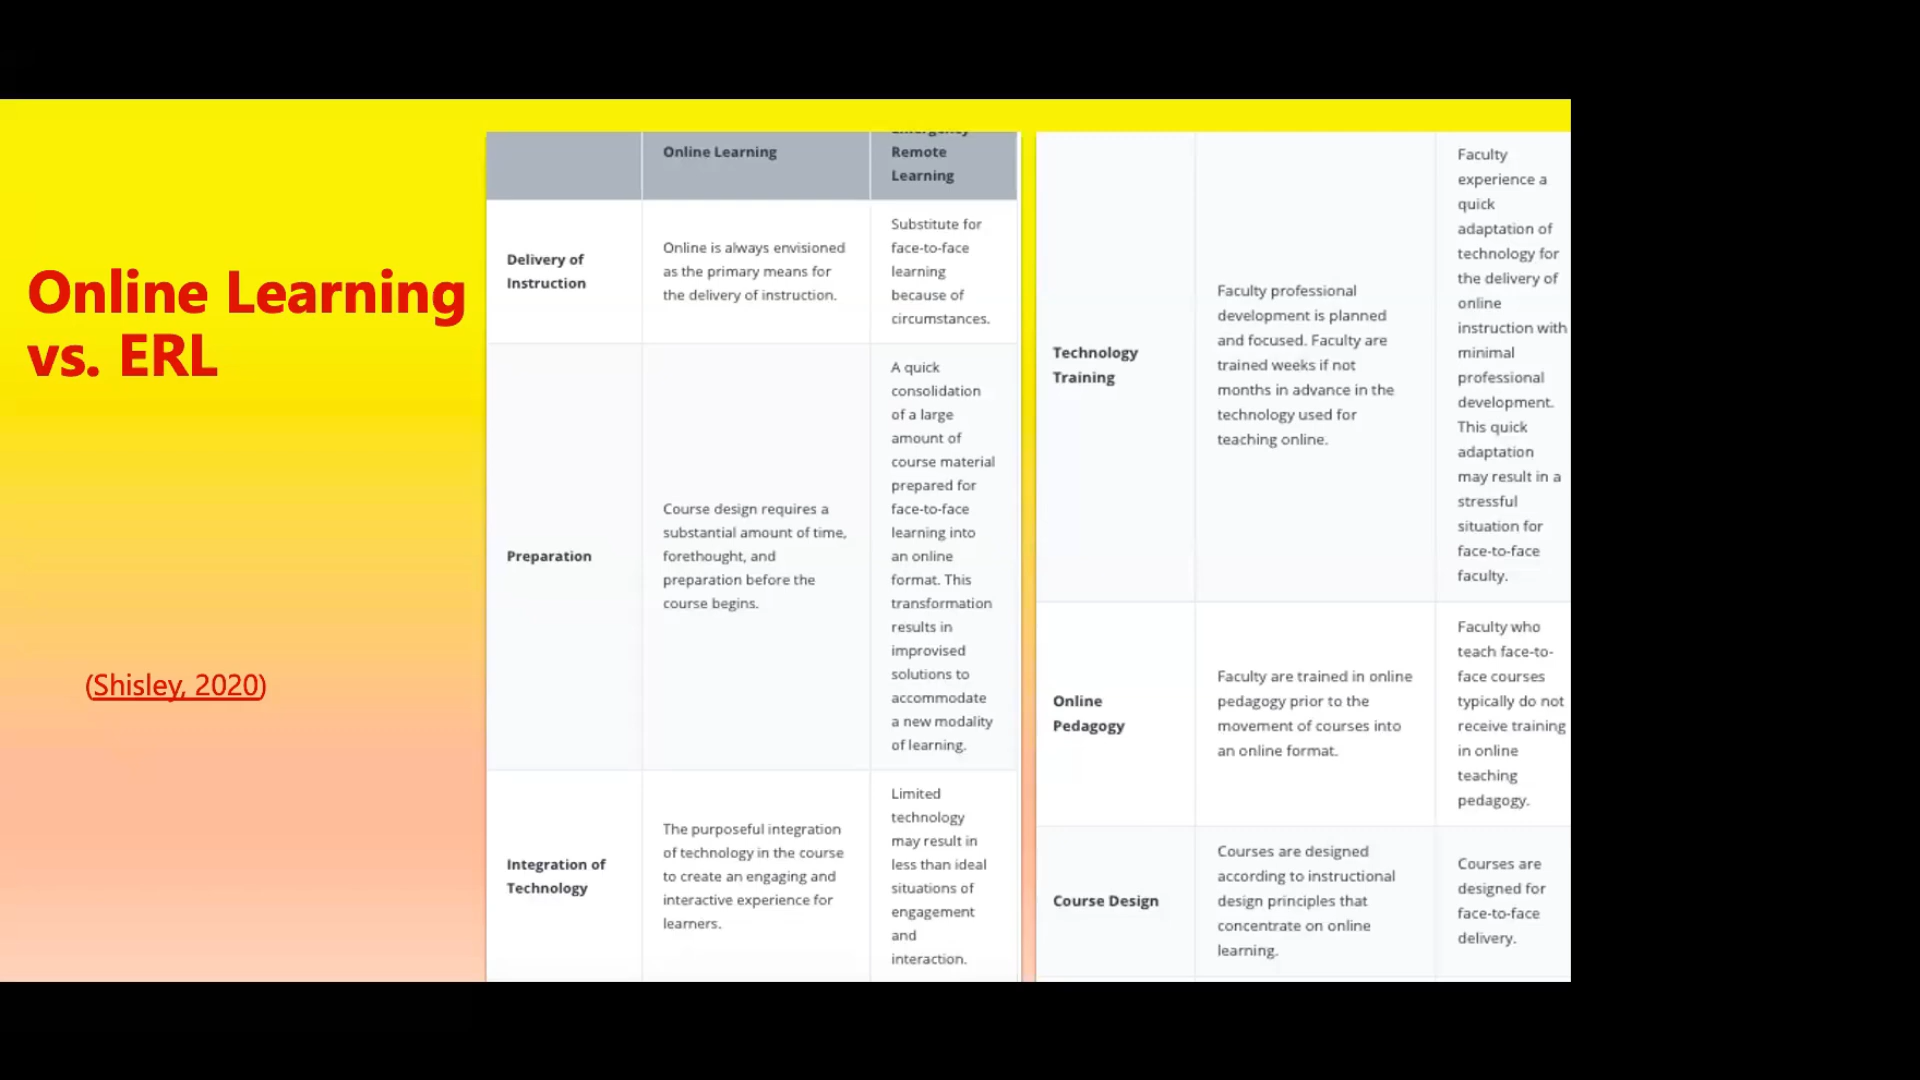 Online Learning
vs. ERL
(Shisley, 2020)
Online Learning
Emergency
Remote
Learning
Delivery of
Instruction
Online is always envisioned
as the primary means for
the delivery of instruction.
Substitute for
face-to-face
learning
because of
circumstances.
Preparation
Course design requires a
substantial amount of time,
forethought, and
preparation before the
course begins.
A quick
consolidation
of a large
amount of
course material
prepared for
face-to-face
learning into
an online
format. This
transformation
results in
improvised
solutions to
accommodate
a new modality
of learning.
Integration of
Technology
The purposeful integration
of technology in the course
to create an engaging and
interactive experience for
learners.
Limited
technology
may result in
less than ideal
situations of
engagement
and
interaction.
Technology
Training
Faculty professional
development is planned
and focused. Faculty are
trained weeks if not
months in advance in the
technology used for
teaching online.
Faculty
experience a
quick
adaptation of
technology for
the delivery of
online
instruction with
minimal
professional
development.
This quick
adaptation
may result in a
stressful
situation for
face-to-face
faculty.
Online
Pedagogy
Faculty are trained in online
pedagogy prior to the
movement of courses into
an online format.
Faculty who
teach face-to-
face courses
typically do not
receive training
in online
teaching
pedagogy.
Course Design
Courses are designed
according to instructional
design principles that
concentrate on online
learning.
Courses are
designed for
face-to-face
delivery.